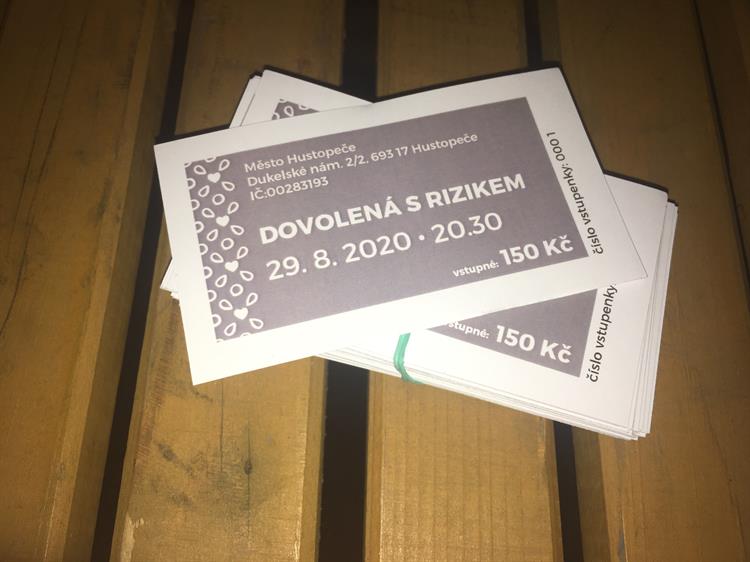 Město Hustopeče
Dukelské nám. 2/2, 693 17 Hustopeče
IČ:00283193
DOVOLENÁ S RIZIKEM
29. 8. 2020 • 20.30
vstupné: 150 Kč
číslo vstupenky: 0001
vstupné: 150 Kč
číslo vstupenky